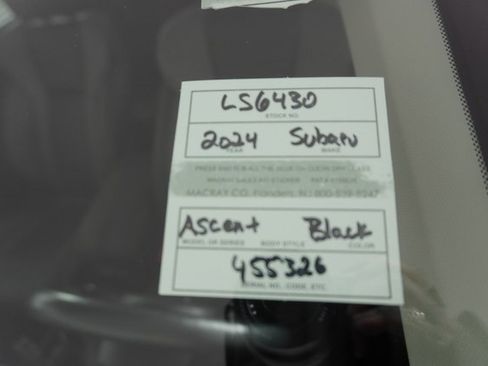 LS6430
STOCK NO.
2024 Subaru
YEAR MAKE
MACRAY CO. Flanders, NJ
Ascent Black
MODEL OR SERIES BODY STYLE COLOR
455326
SERIAL NO. CODE ETC.